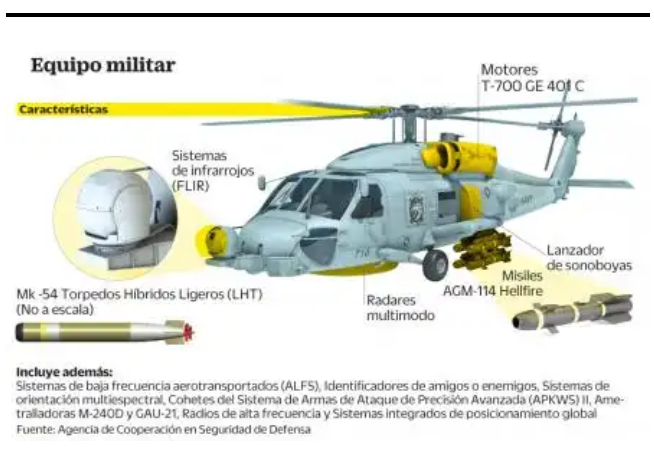 Equipo militar
Características
Motores
T-700 GE 401 C
Sistemas
de infrarrojos
(FLIR)
Lanzador
de sonoboyas
Misiles
AGM-114 Hellfire
Radares
multimodo
Mk -54 Torpedos Híbridos Ligeros (LHT)
(No a escala)
Incluye además:
Sistemas de baja frecuencia aerotransportados (ALFS), Identificadores de amigos o enemigos, Sistemas de
orientación multiespectral, Cohetes del Sistema de Armas de Ataque de Precisión Avanzada (APKWS) II, Ame-
tralladoras M-240D y GAU-21, Radios de alta frecuencia y Sistemas integrados de posicionamiento global
Fuente: Agencia de Cooperación en Seguridad de Defensa